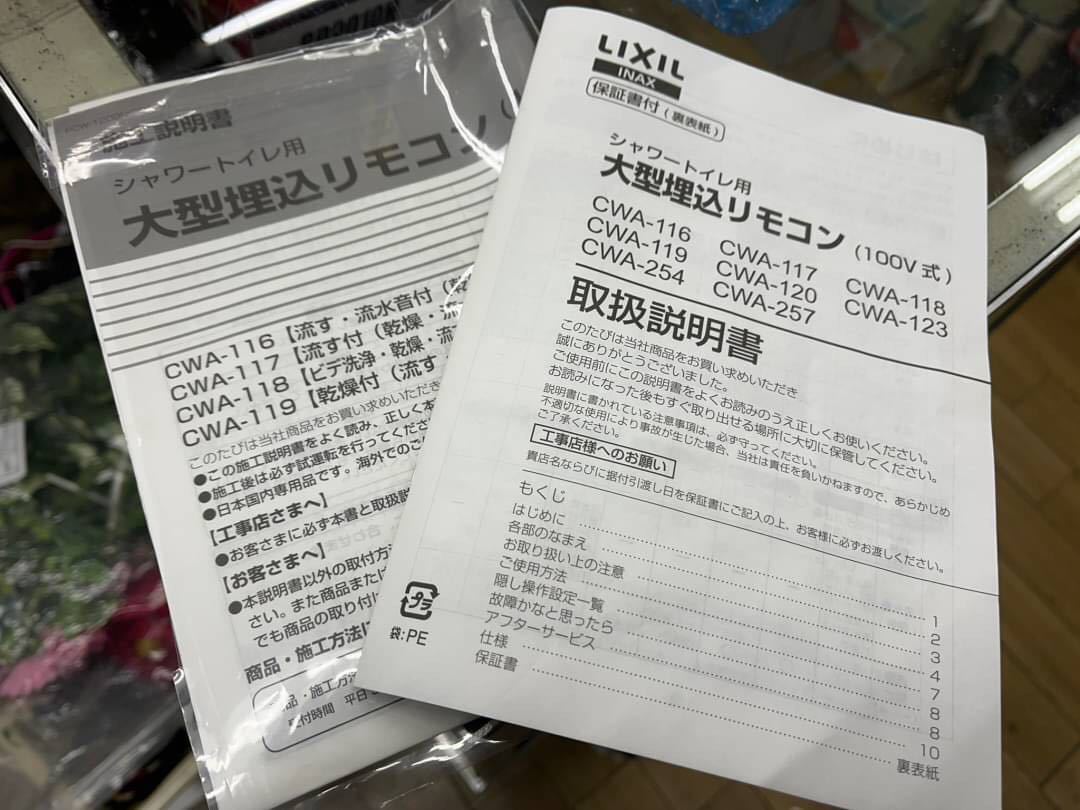 施工説明書
シャワートイレ用
大型埋込リモコン
CWA-116【流す・流水音付(乾
CWA-117【流す付(乾燥・
CWA-118【ビデ洗浄・乾燥・流
CWA-119【乾燥付(流す
このたびは当社商品をお買い求めいただき
●この施工説明書をよく読み、正しく本
●施工後は必ず試運転を行ってくださ
●日本国内専用品です。海外でのご
【工事店さまへ】
●お客さまに必ず本書と取扱説
【お客さまへ】
●本説明書以外の取付方
さい。また商品または
でも商品の取り付け
商品・施工方法に
品・施工方
受付時間 平日
LIXIL
INAX
保証書付(裏表紙)
シャワートイレ用
大型埋込リモコン(100V式)
CWA-116 CWA-117 CWA-118
CWA-119 CWA-120 CWA-123
CWA-254 CWA-257
取扱説明書
このたびは当社商品をお買い求めいただき
誠にありがとうございました。
ご使用前にこの説明書をよくお読みのうえ正しくお使いください。
お読みになった後もすぐ取り出せる場所に大切に保管してください。
説明書に書かれている注意事項は、必ず守ってください。
不適切な使用により事故が生じた場合、当社は責任を負いかねますので、あらかじめ
ご了承ください。
工事店様へのお願い
貴店名ならびに据付引渡し日を保証書にご記入の上、お客様に必ずお渡しください。
もくじ
はじめに 1
各部のなまえ 2
お取り扱い上の注意 3
ご使用方法 4
隠し操作設定一覧 7
故障かなと思ったら 8
アフターサービス 8
仕様 10
保証書 裏表紙
プラ
袋:PE